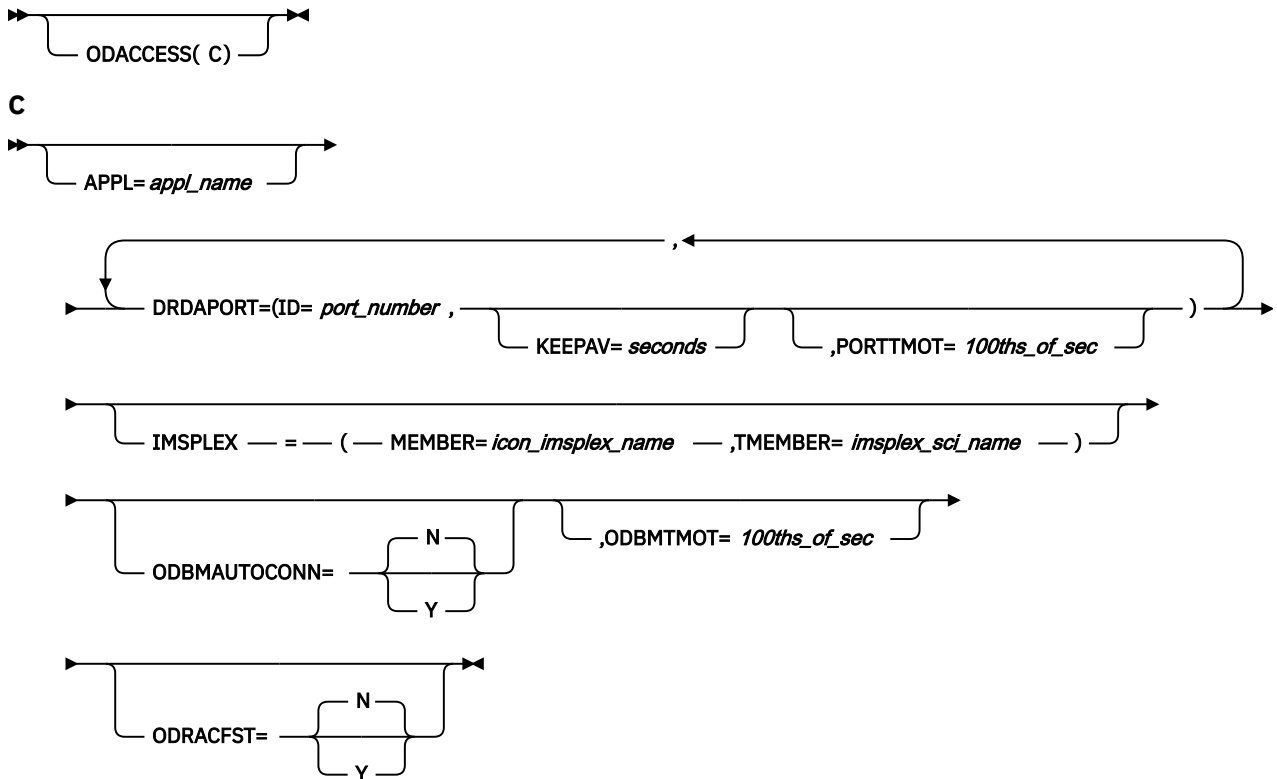 ODACCESS( C)
C
APPL= appl_name
,
DRDAPORT=(ID= port_number , )
KEEPAV= seconds ,PORTTMOT= 100ths_of_sec
IMSPLEX = ( MEMBER= icon_imsplex_name ,TMEMBER= imsplex_sci_name )
N ,ODBMTMOT= 100ths_of_sec
ODBMAUTOCONN=
Y
N
ODRACFST=
Y